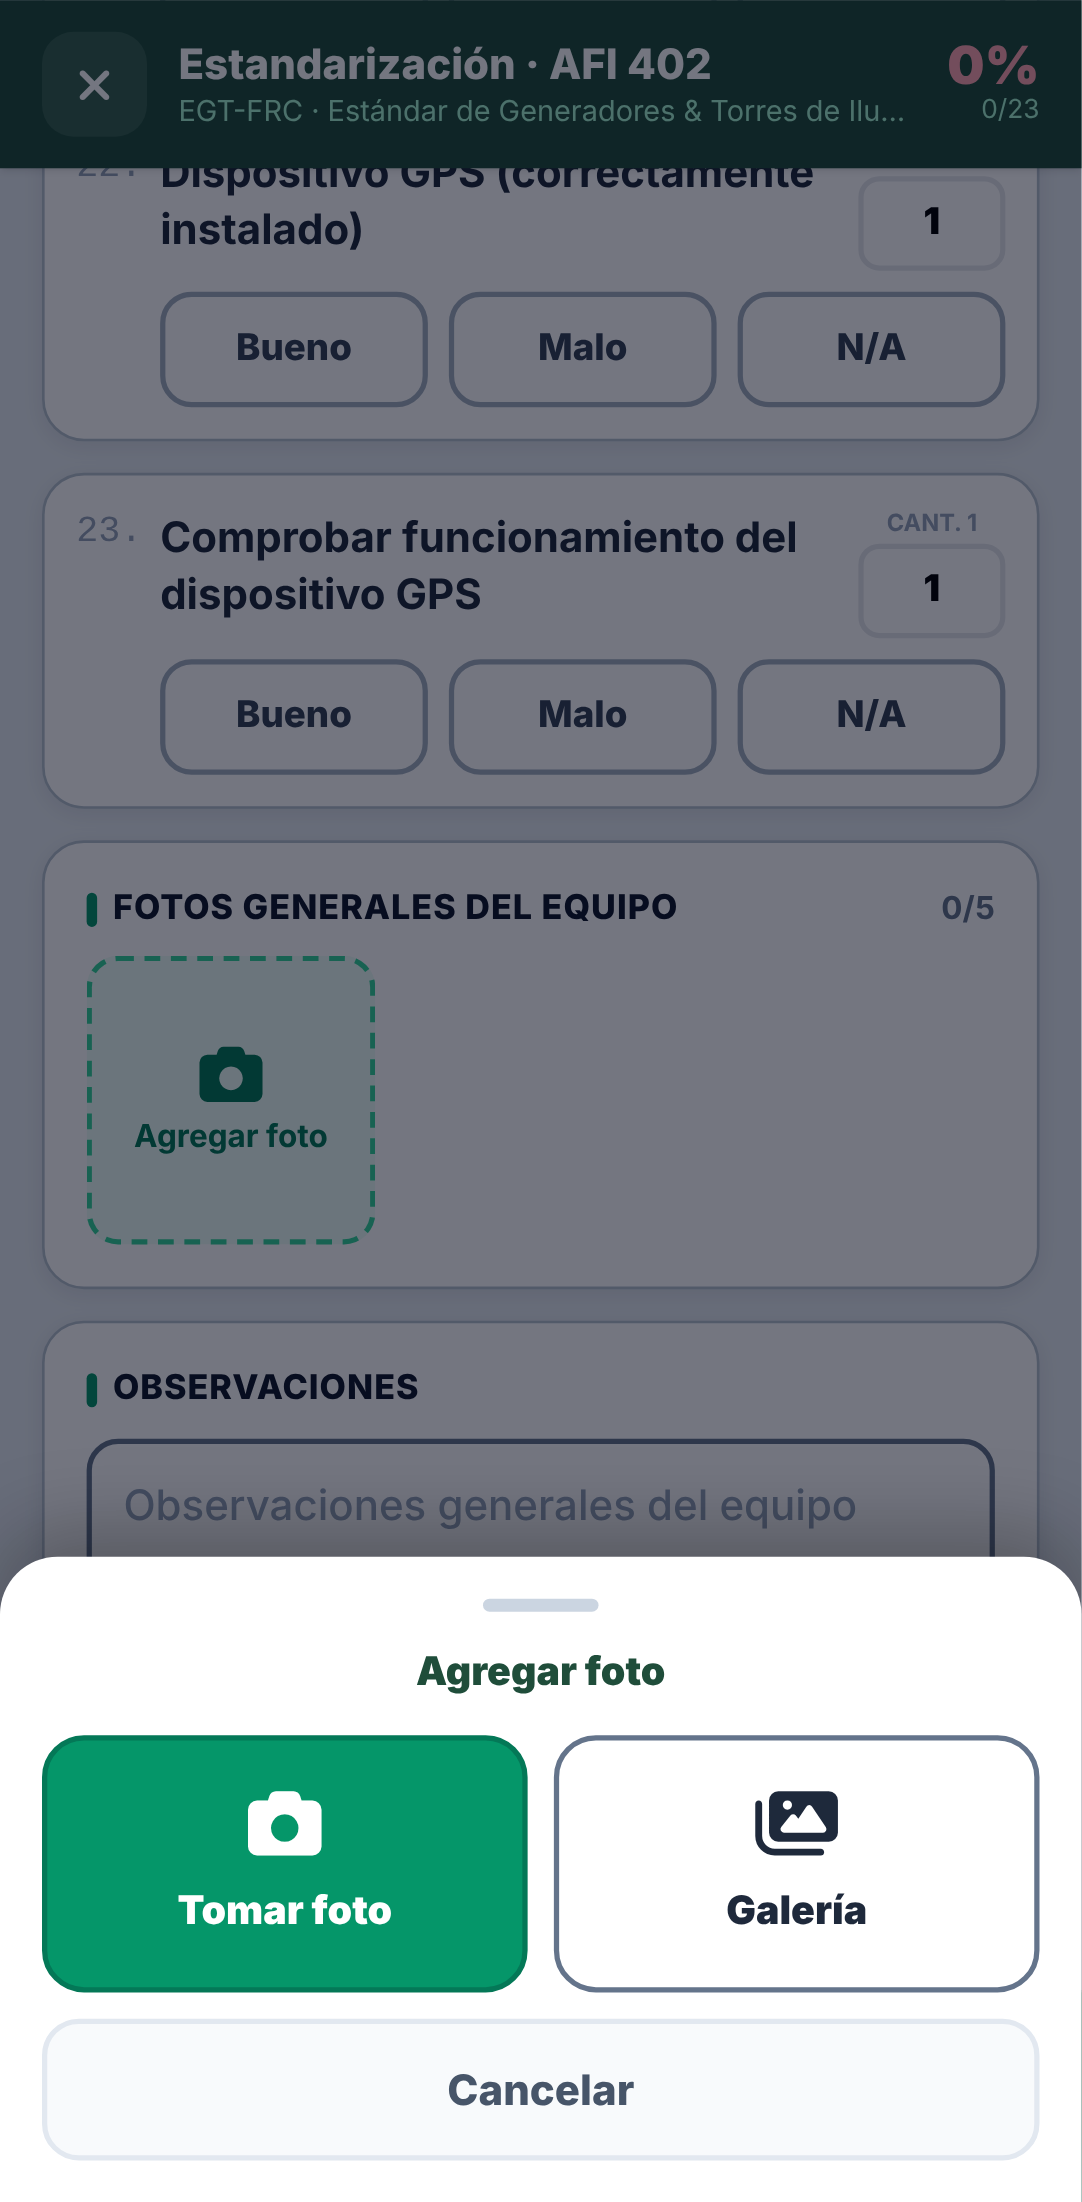 Estandarización · AFI 402
0%
EGT-FRC · Estándar de Generadores & Torres de Ilu...
0/23
22. Dispositivo GPS (correctamente
instalado)
1
Bueno
Malo
N/A
23. Comprobar funcionamiento del
dispositivo GPS
CANT. 1
1
Bueno
Malo
N/A
FOTOS GENERALES DEL EQUIPO
0/5
Agregar foto
OBSERVACIONES
Observaciones generales del equipo
Agregar foto
Tomar foto
Galería
Cancelar